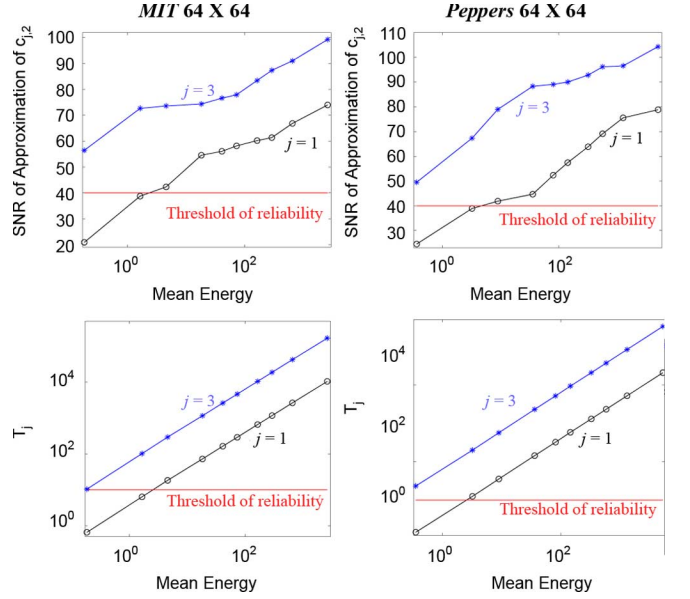 MIT 64 X 64
SNR of Approximation of c_{j,2}
100
90
80
70
60
50
40
30
20
j = 3
j = 1
Threshold of reliability
10^0
10^2
Mean Energy
Peppers 64 X 64
SNR of Approximation of c_{j,2}
110
100
90
80
70
60
50
40
30
j = 3
j = 1
Threshold of reliability
10^0
10^2
Mean Energy
T_j
10^4
10^2
10^0
j = 3
j = 1
Threshold of reliability
10^0
10^2
Mean Energy
T_j
10^4
10^2
10^0
j = 3
j = 1
Threshold of reliability
10^0
10^2
Mean Energy